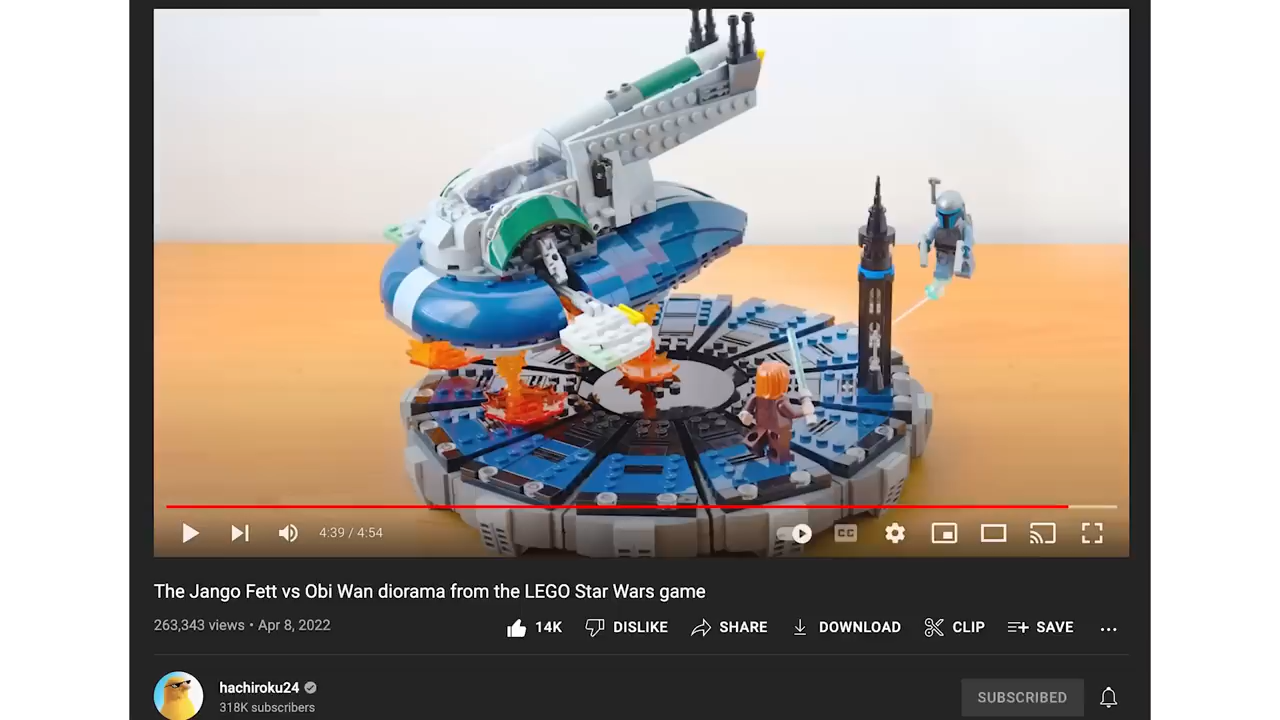 4:39 / 4:54
CC
The Jango Fett vs Obi Wan diorama from the LEGO Star Wars game
263,343 views • Apr 8, 2022
14K DISLIKE SHARE DOWNLOAD CLIP SAVE ...
hachiroku24
318K subscribers
SUBSCRIBED